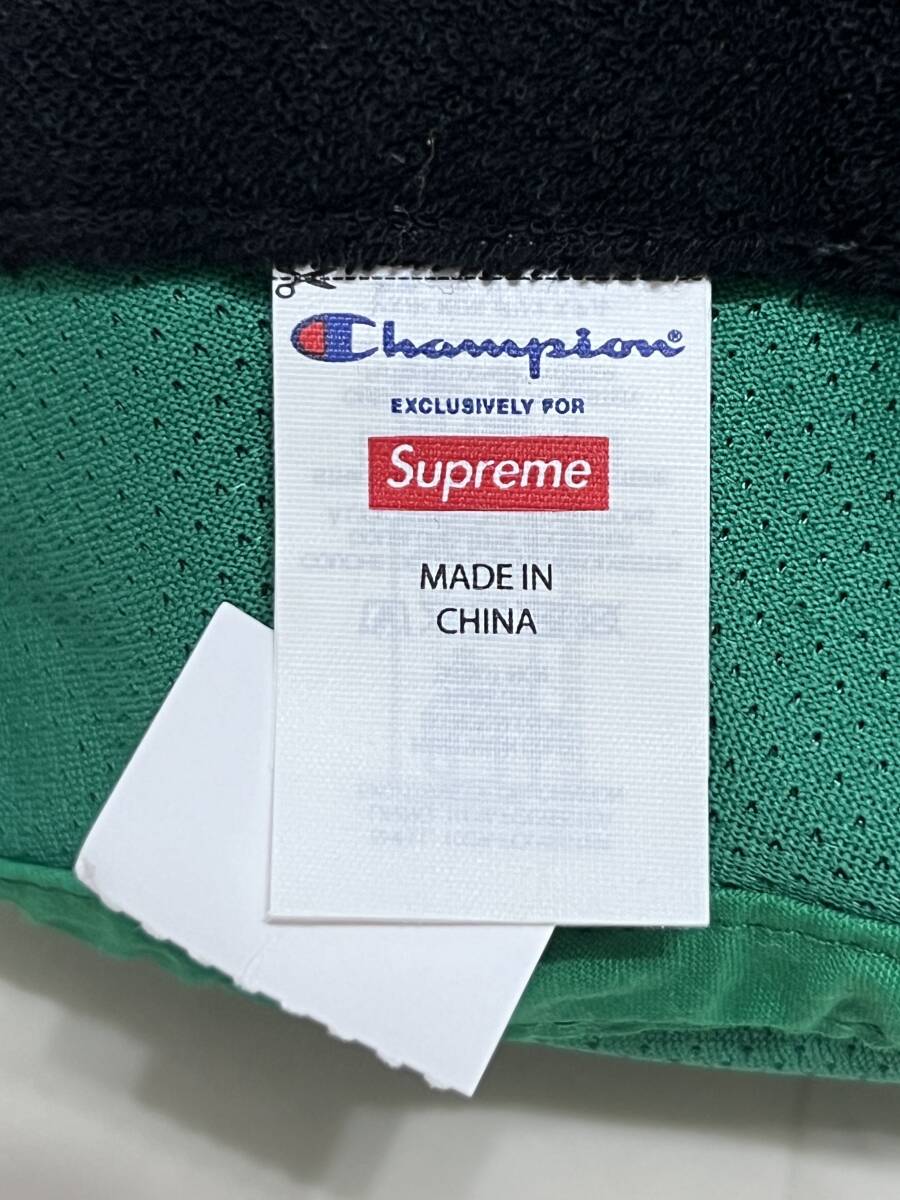 Champion®
EXCLUSIVELY FOR
Supreme
MADE IN
CHINA